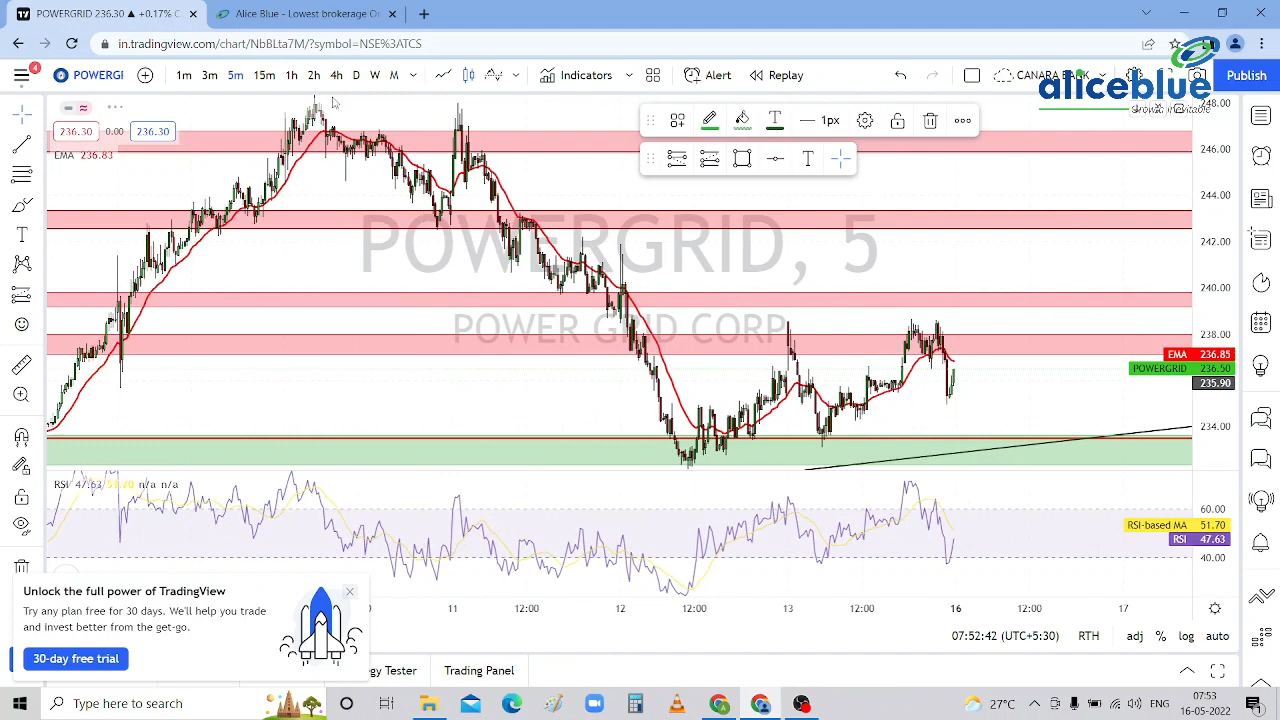 POWERGRID 236.30 ▲ +0.17% C
Alice Blue - Lowest brokerage O
in.tradingview.com/chart/NbBLta7M/?symbol=NSE%3ATCS
4
POWERGI
1m 3m 5m 15m 1h 2h 4h D W M
Indicators
Alert
Replay
CANARA
Publish
aliceblue
236.30 0.00 236.30
1px
EMA 236.83
248.00
246.00
244.00
242.00
240.00
238.00
POWERGRID, 5
POWER GRID CORP
EMA 236.85
POWERGRID 236.50
235.90
234.00
RSI 47.63 51.70 n/a n/a
60.00
RSI-based MA 51.70
RSI 47.63
40.00
11 12:00 12 12:00 13 12:00 16 12:00 17
Unlock the full power of TradingView
Try any plan free for 30 days. We'll help you trade
and invest better from the get-go.
30-day free trial
07:52:42 (UTC+5:30) RTH adj % log auto
gy Tester
Trading Panel
Type here to search
27°C
07:53
16-05-2022